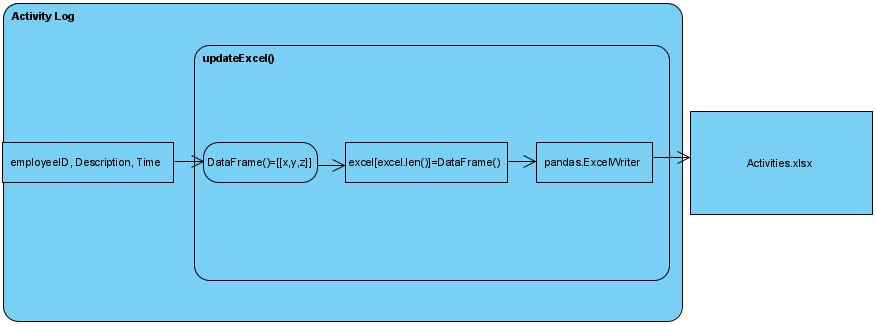 Activity Log
updateExcel()
employeeID, Description, Time
DataFrame()=[[x,y,z]]
excel[excel.len()]=DataFrame()
pandas.ExcelWriter
Activities.xlsx